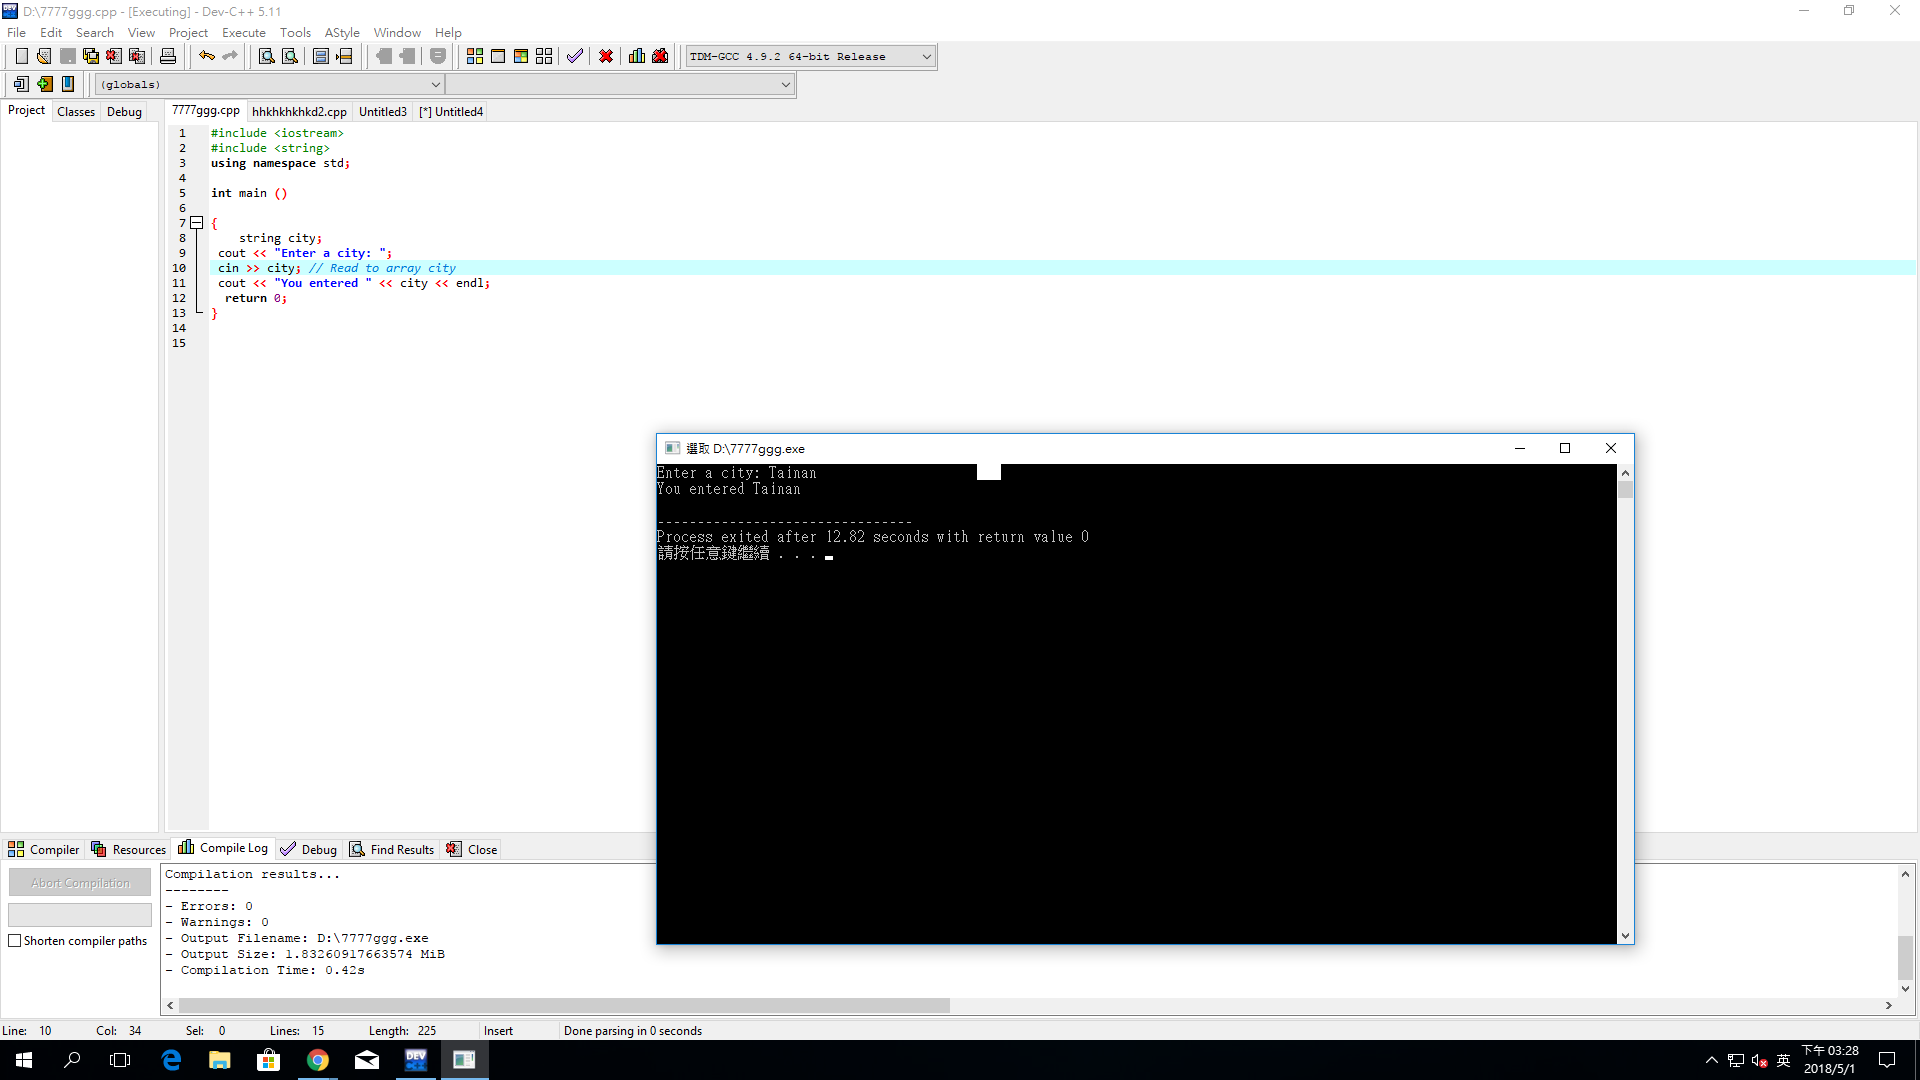 D:\7777ggg.cpp - [Executing] - Dev-C++ 5.11
File Edit Search View Project Execute Tools AStyle Window Help
TDM-GCC 4.9.2 64-bit Release
(globals)
Project Classes Debug 7777ggg.cpp hhkhkhkhkd2.cpp Untitled3 [*] Untitled4
1 #include <iostream>
2 #include <string>
3 using namespace std;
4
5 int main ()
6
7 {
8 string city;
9 cout << "Enter a city: ";
10 cin >> city; // Read to array city
11 cout << "You entered " << city << endl;
12 return 0;
13 }
14
15
選取 D:\7777ggg.exe
Enter a city: Tainan
You entered Tainan
--------------------------------
Process exited after 12.82 seconds with return value 0
請按任意鍵繼續 . . .
Compiler Resources Compile Log Debug Find Results Close
Abort Compilation
Shorten compiler paths
Compilation results...
--------
- Errors: 0
- Warnings: 0
- Output Filename: D:\7777ggg.exe
- Output Size: 1.83260917663574 MiB
- Compilation Time: 0.42s
Line: 10 Col: 34 Sel: 0 Lines: 15 Length: 225 Insert Done parsing in 0 seconds
DEV
英
下午 03:28
2018/5/1